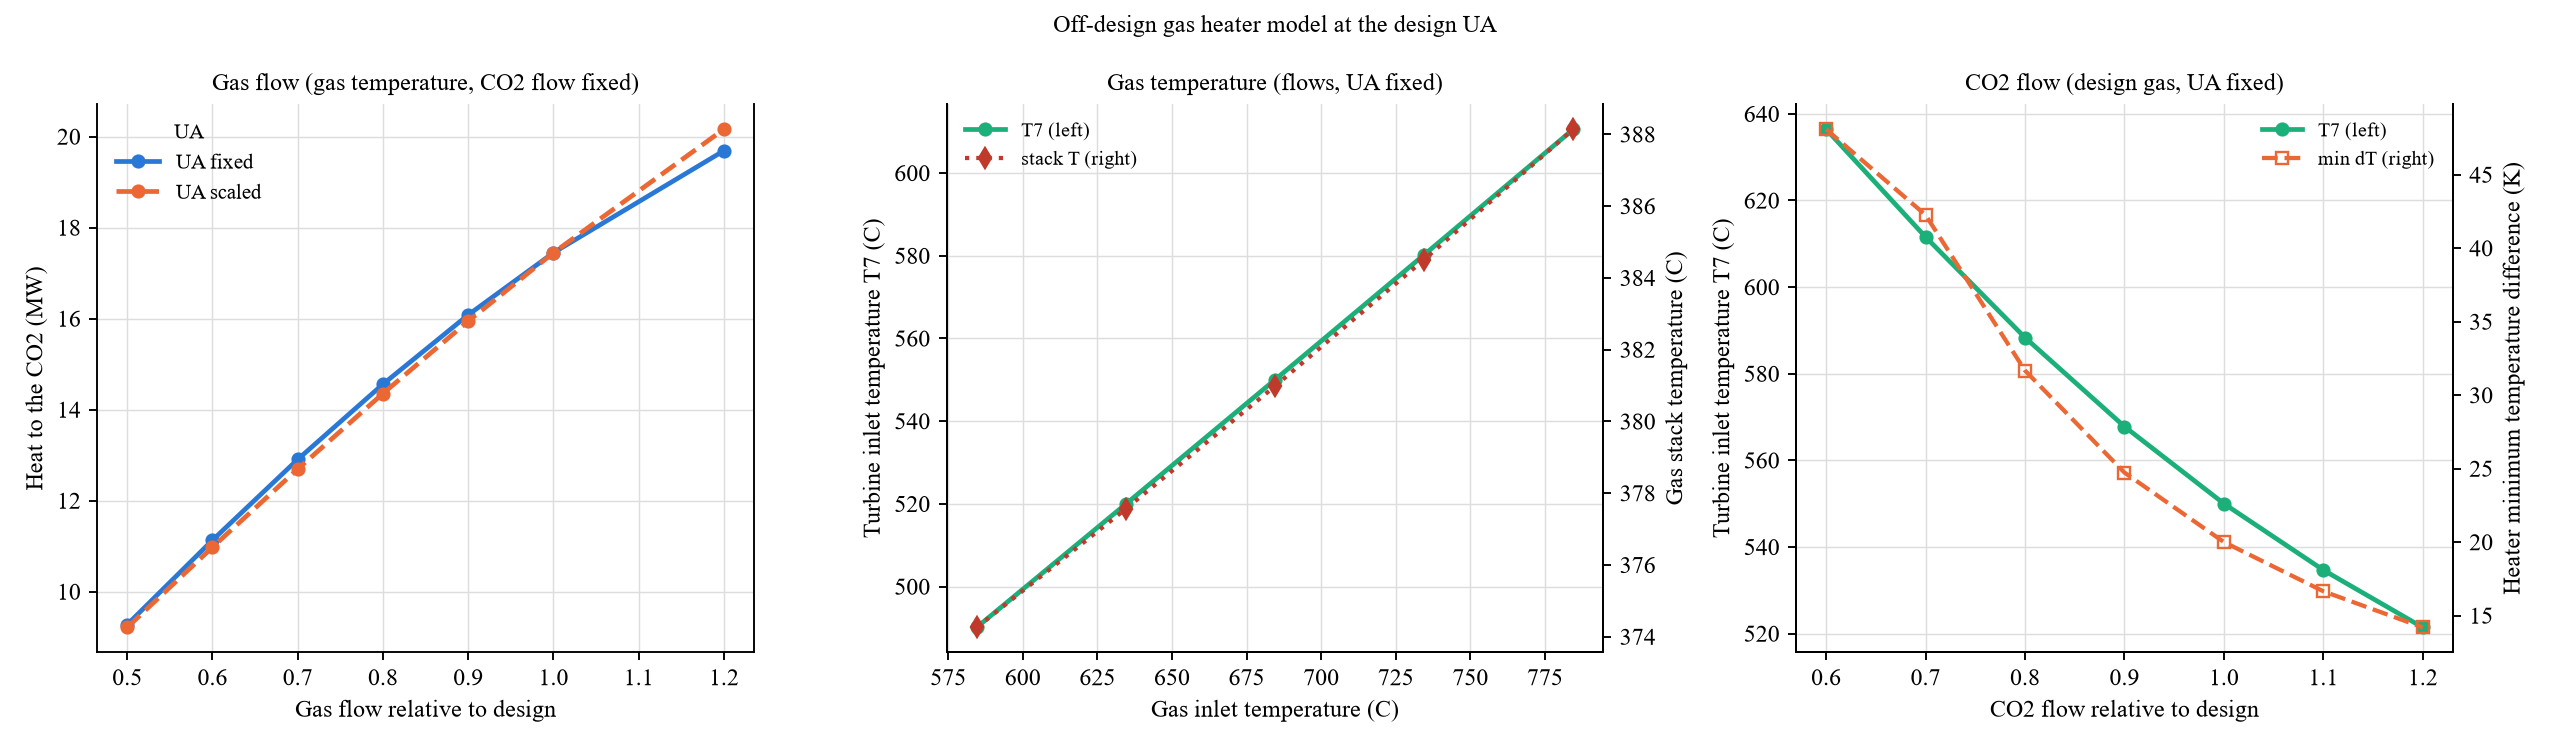 Off-design gas heater model at the design UA
Gas flow (gas temperature, CO2 flow fixed)
Heat to the CO2 (MW)
20
18
16
14
12
10
UA
UA fixed
UA scaled
0.5 0.6 0.7 0.8 0.9 1.0 1.1 1.2
Gas flow relative to design
Gas temperature (flows, UA fixed)
Turbine inlet temperature T7 (C)
600
580
560
540
520
500
T7 (left)
stack T (right)
388
386
384
382
380
378
376
374
Gas stack temperature (C)
575 600 625 650 675 700 725 750 775
Gas inlet temperature (C)
CO2 flow (design gas, UA fixed)
Turbine inlet temperature T7 (C)
640
620
600
580
560
540
520
T7 (left)
min dT (right)
45
40
35
30
25
20
15
Heater minimum temperature difference (K)
0.6 0.7 0.8 0.9 1.0 1.1 1.2
CO2 flow relative to design